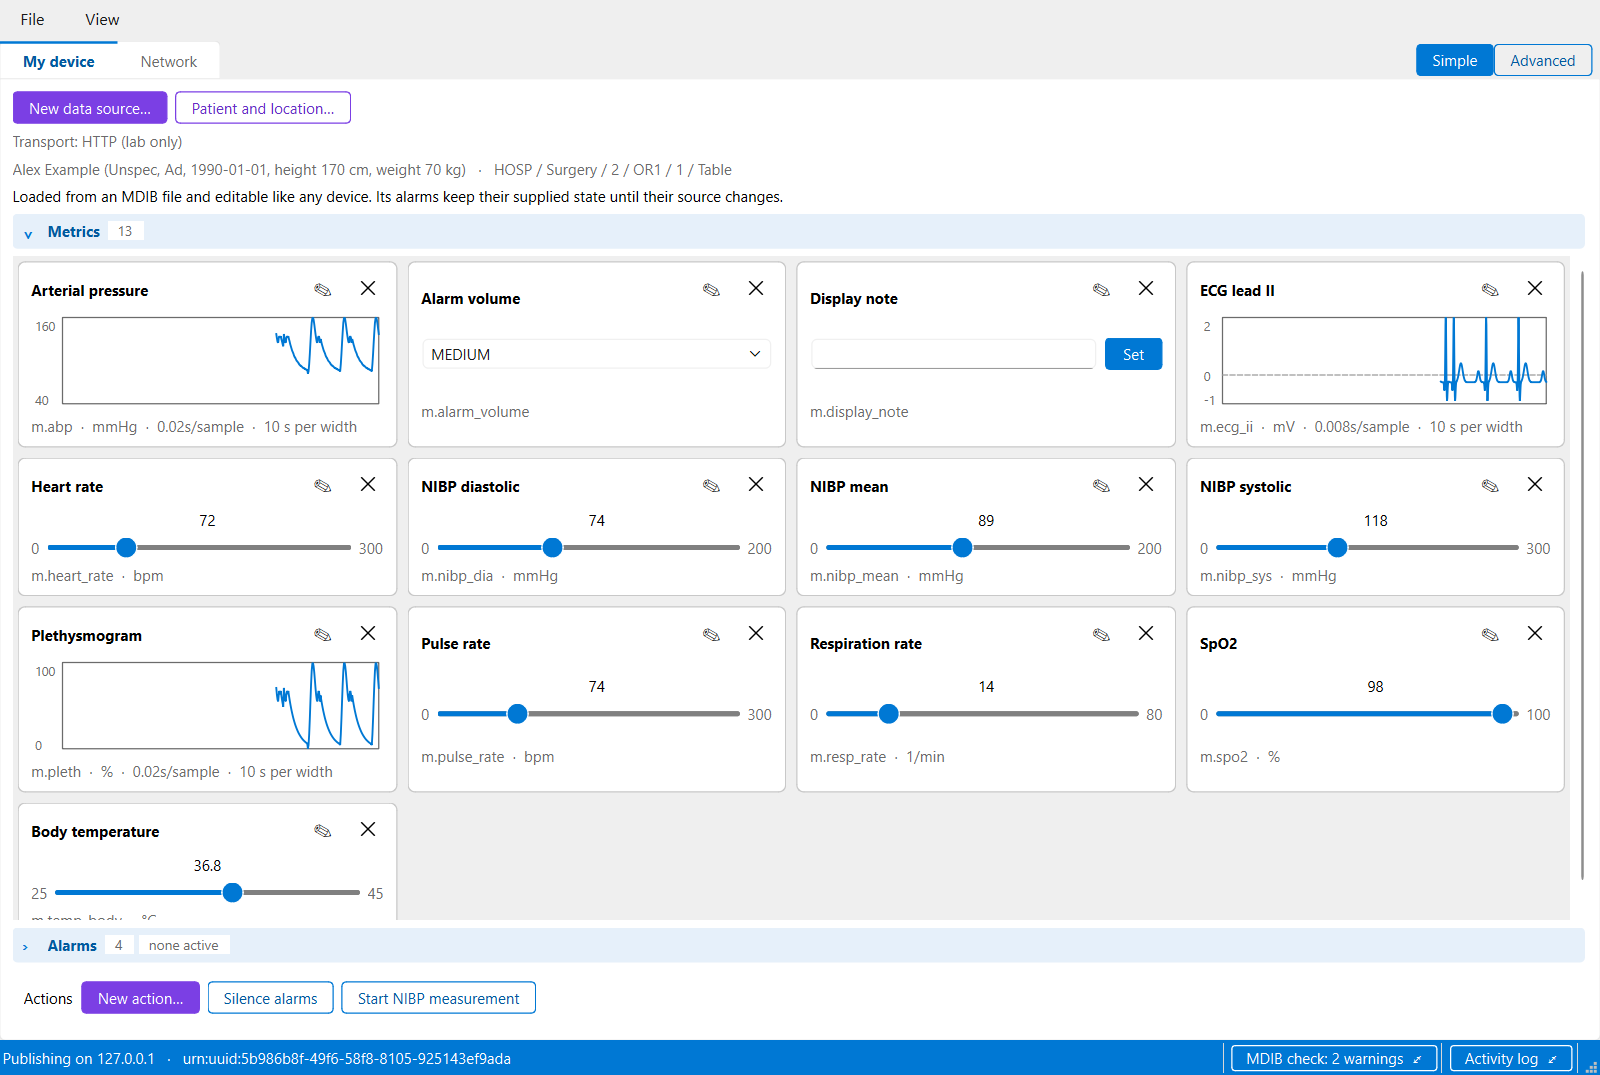 File View
My device Network Simple Advanced
New data source... Patient and location...
Transport: HTTP (lab only)
Alex Example (Unspec, Ad, 1990-01-01, height 170 cm, weight 70 kg) · HOSP / Surgery / 2 / OR1 / 1 / Table
Loaded from an MDIB file and editable like any device. Its alarms keep their supplied state until their source changes.
Metrics 13
Arterial pressure
160
40
m.abp · mmHg · 0.02s/sample · 10 s per width
Alarm volume
MEDIUM
m.alarm_volume
Display note
Set
m.display_note
ECG lead II
2
0
-1
m.ecg_ii · mV · 0.008s/sample · 10 s per width
Heart rate
72
0 300
m.heart_rate · bpm
NIBP diastolic
74
0 200
m.nibp_dia · mmHg
NIBP mean
89
0 200
m.nibp_mean · mmHg
NIBP systolic
118
0 300
m.nibp_sys · mmHg
Plethysmogram
100
0
m.pleth · % · 0.02s/sample · 10 s per width
Pulse rate
74
0 300
m.pulse_rate · bpm
Respiration rate
14
0 80
m.resp_rate · 1/min
SpO2
98
0 100
m.spo2 · %
Body temperature
36.8
25 45
m.temp_body · °C
Alarms 4 none active
Actions New action... Silence alarms Start NIBP measurement
Publishing on 127.0.0.1 · urn:uuid:5b986b8f-49f6-58f8-8105-925143ef9ada MDIB check: 2 warnings Activity log